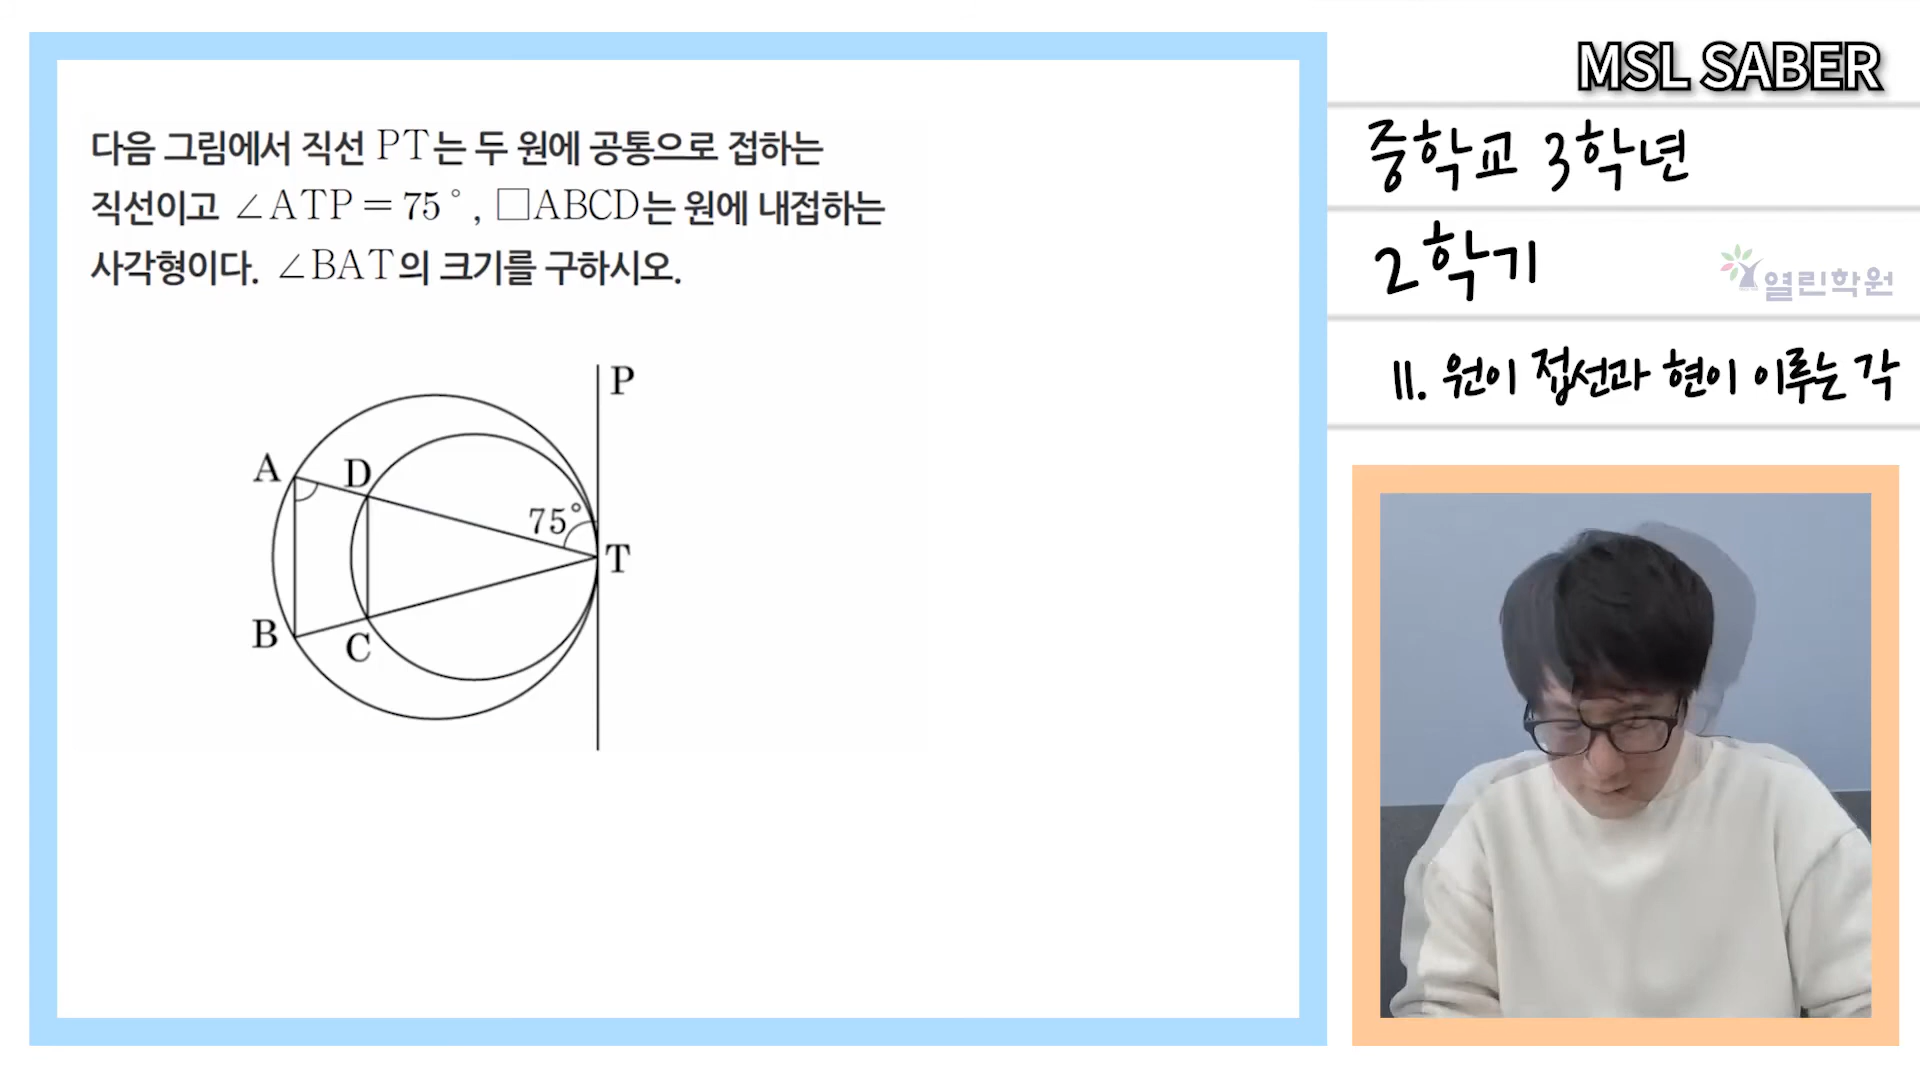 다음 그림에서 직선 PT는 두 원에 공통으로 접하는
직선이고 ∠ATP=75°, □ABCD는 원에 내접하는
사각형이다. ∠BAT의 크기를 구하시오.
P
A
D
75°
T
B
C
MSL SABER
중학교 3학년
2학기
열린학원
11. 원의 접선과 현이 이루는 각